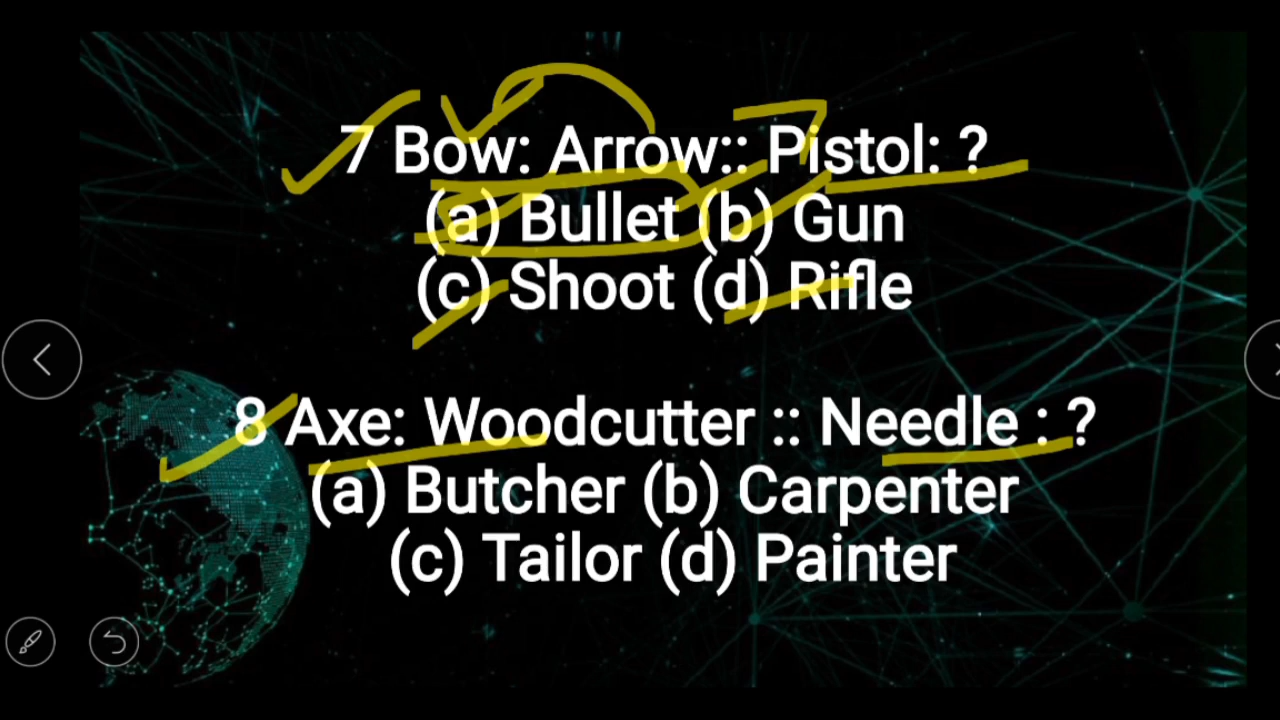 7 Bow: Arrow:: Pistol: ?
(a) Bullet (b) Gun
(c) Shoot (d) Rifle
8 Axe: Woodcutter :: Needle : ?
(a) Butcher (b) Carpenter
(c) Tailor (d) Painter